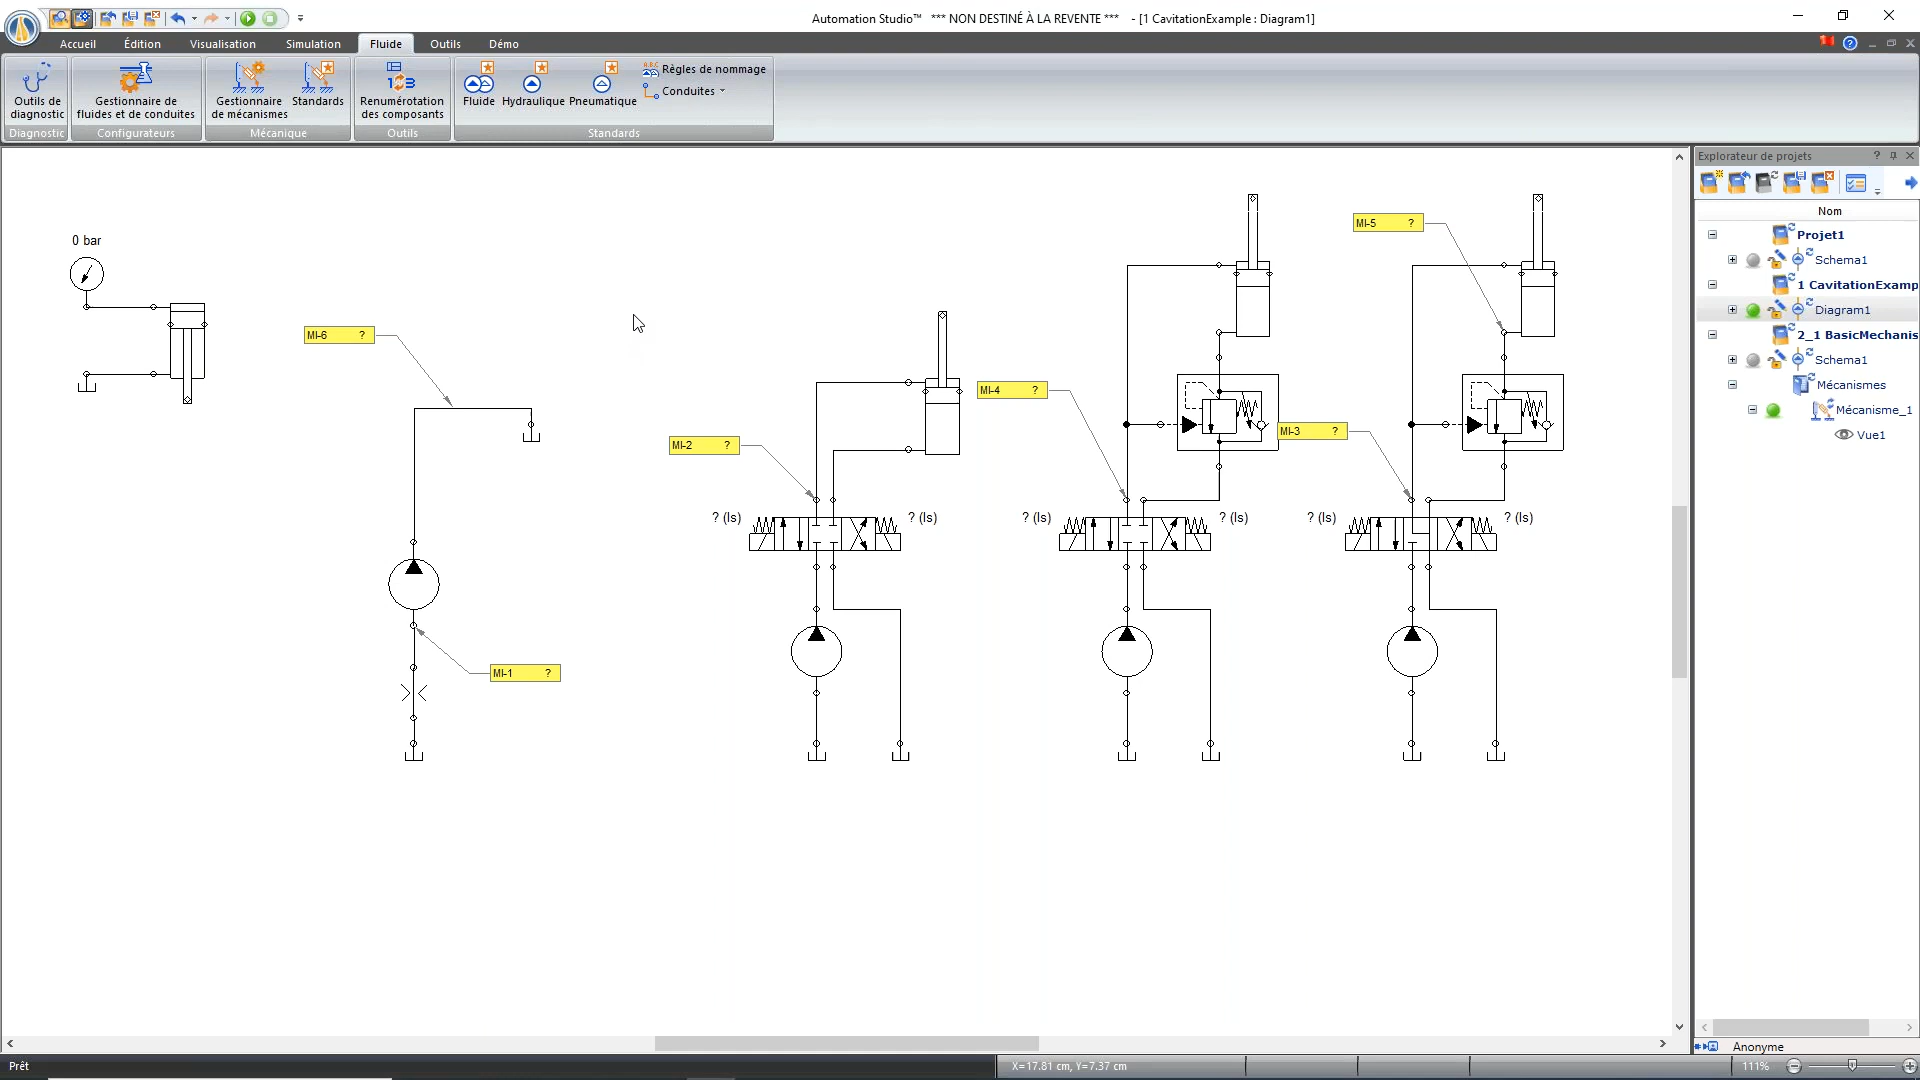 Automation Studio™ *** NON DESTINÉ À LA REVENTE *** - [1 CavitationExample : Diagram1]
Accueil Édition Visualisation Simulation Fluide Outils Démo
Outils de diagnostic
Diagnostic
Gestionnaire de fluides et de conduites
Configurateurs
Gestionnaire de mécanismes
Standards
Mécanique
Renumérotation des composants
Outils
Fluide Hydraulique Pneumatique
Règles de nommage
Conduites
Standards
Explorateur de projets
Nom
Projet1
Schema1
1 CavitationExamp
Diagram1
2_1 BasicMechanis
Schema1
Mécanismes
Mécanisme_1
Vue1
0 bar
MI-6 ?
MI-1 ?
MI-2 ?
MI-4 ?
MI-5 ?
MI-3 ?
? (ls) ? (ls) ? (ls) ? (ls) ? (ls) ? (ls)
Anonyme
Prêt
X=17.81 cm, Y=7.37 cm
111%